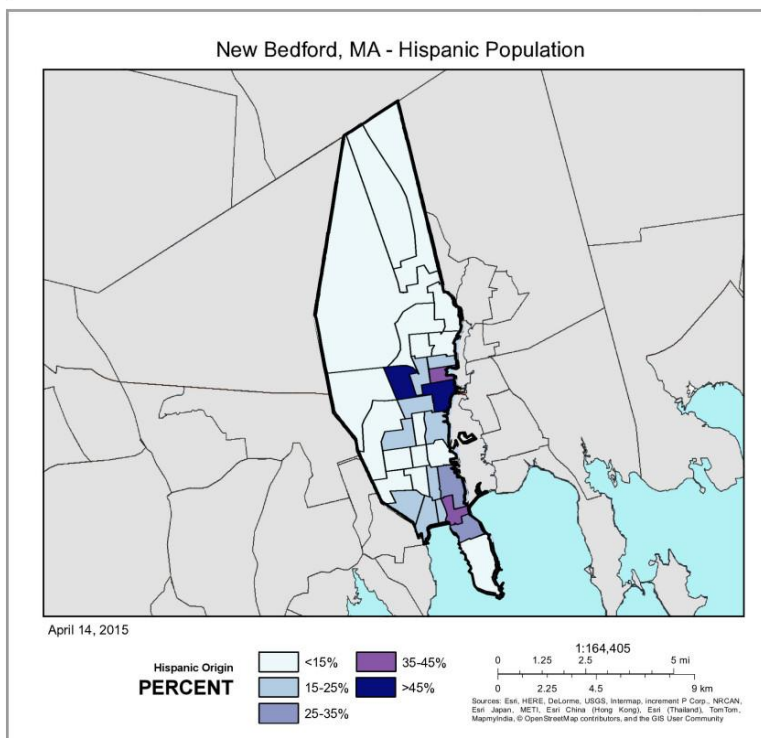 New Bedford, MA - Hispanic Population
April 14, 2015
Hispanic Origin
PERCENT
<15%
15-25%
25-35%
35-45%
>45%
1:164,405
0 1.25 2.5 5 mi
0 2.25 4.5 9 km
Sources: Esri, HERE, DeLorme, USGS, Intermap, increment P Corp., NRCAN,
Esri Japan, METI, Esri China (Hong Kong), Esri (Thailand), TomTom,
MapmyIndia, © OpenStreetMap contributors, and the GIS User Community